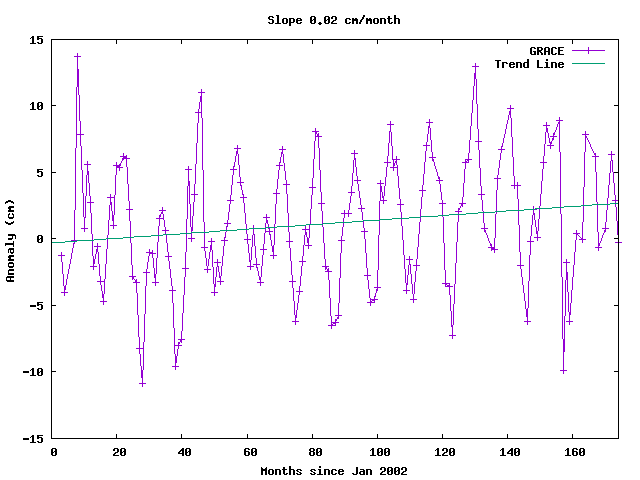 Slope 0.02 cm/month
GRACE
Trend Line
15
10
5
0
-5
-10
-15
Anomaly (cm)
0 20 40 60 80 100 120 140 160
Months since Jan 2002